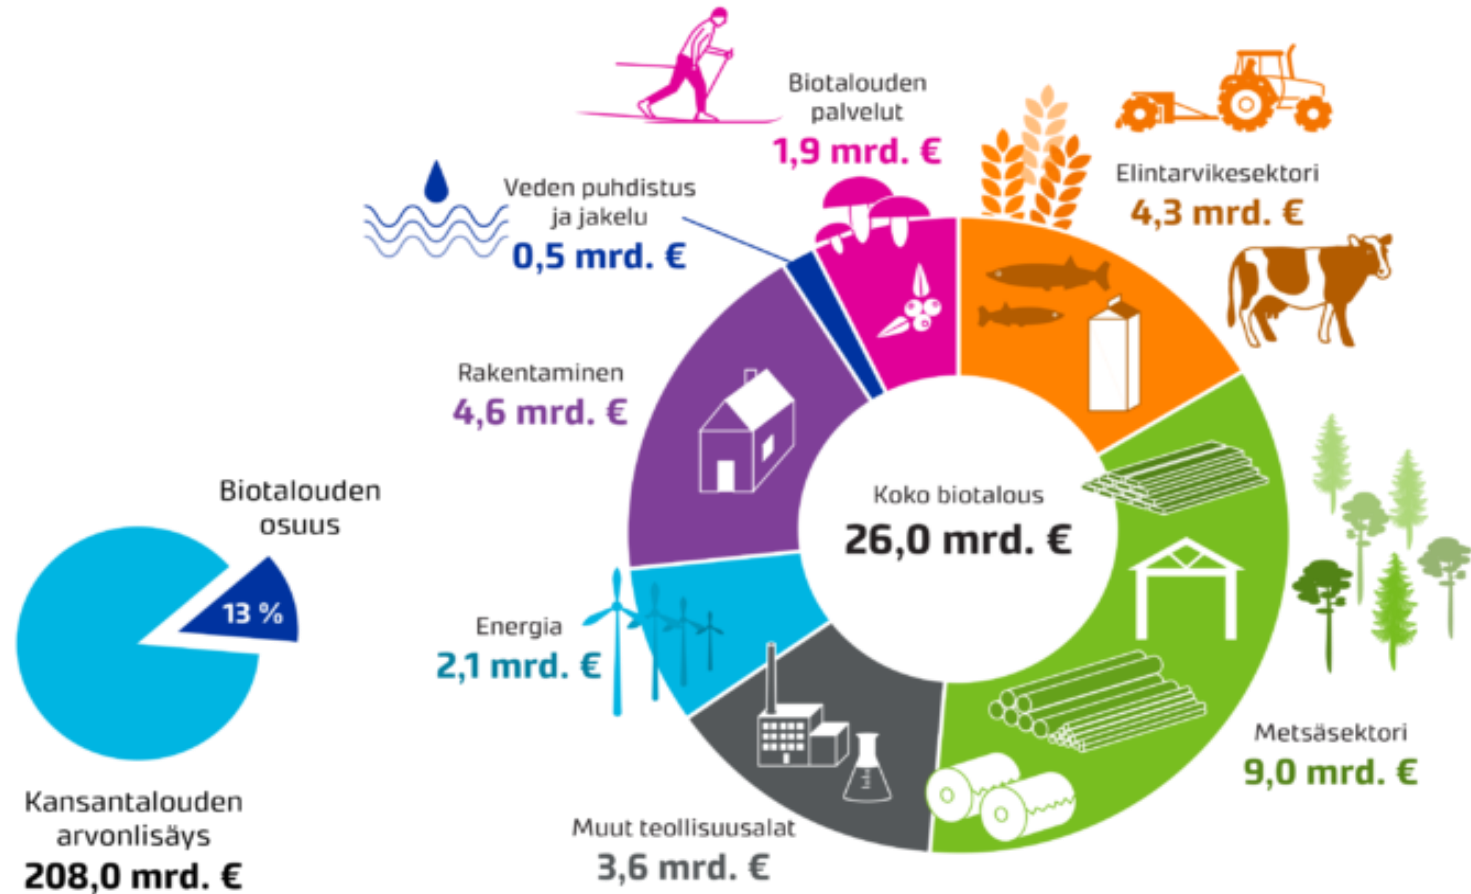 Biotalouden
palvelut
1,9 mrd. €
Elintarvikesektori
4,3 mrd. €
Veden puhdistus
ja jakelu
0,5 mrd. €
Rakentaminen
4,6 mrd. €
Koko biotalous
26,0 mrd. €
Biotalouden
osuus
13 %
Energia
2,1 mrd. €
Metsäsektori
9,0 mrd. €
Muut teollisuusalat
3,6 mrd. €
Kansantalouden
arvonlisäys
208,0 mrd. €